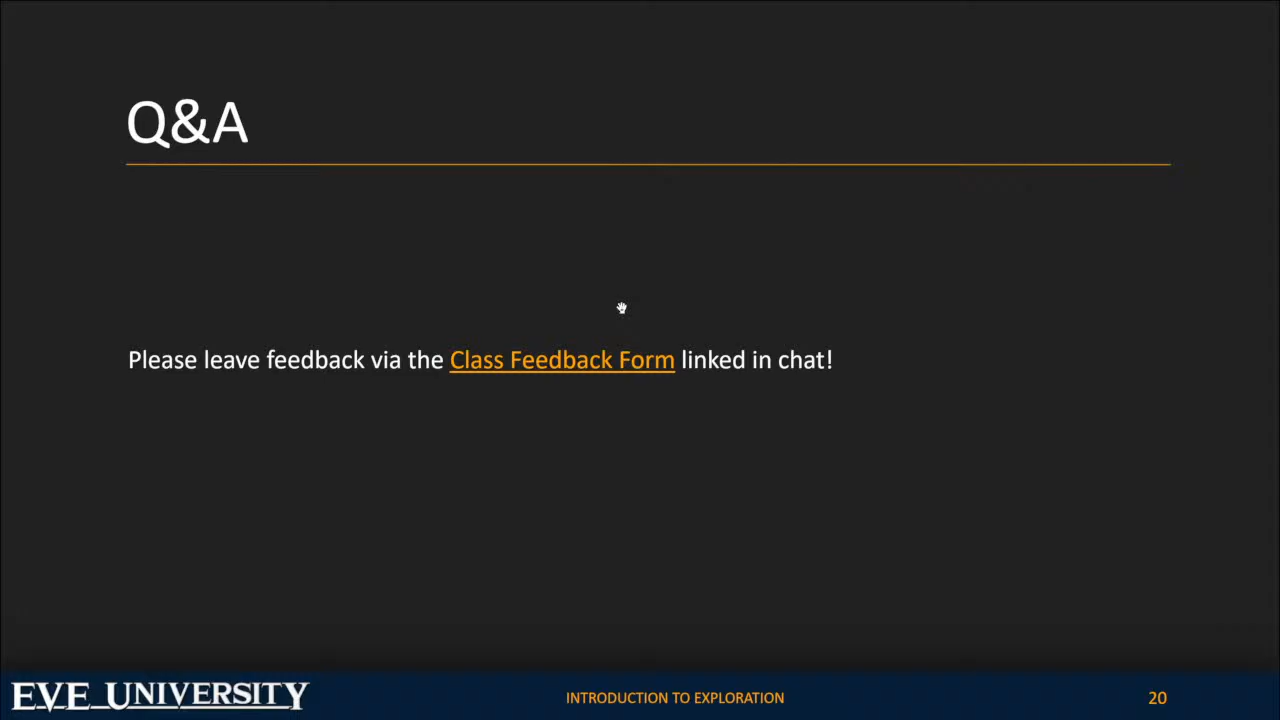 Q&A
Please leave feedback via the Class Feedback Form linked in chat!
EVE UNIVERSITY
INTRODUCTION TO EXPLORATION
20